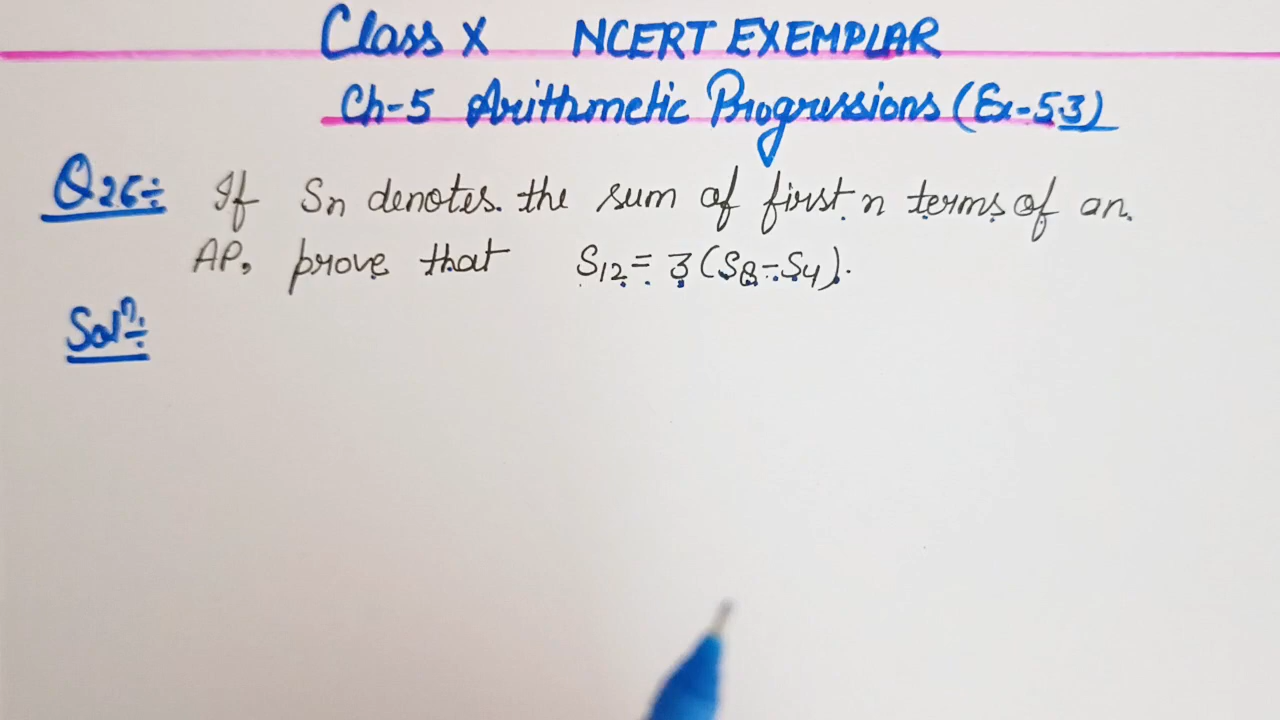 Class X NCERT EXEMPLAR
Ch-5 Arithmetic Progressions (Ex-5.3)
Q26÷ If Sn denotes the sum of first n terms of an
AP, prove that S₁₂ = 3(S₈-S₄).
Solⁿ÷